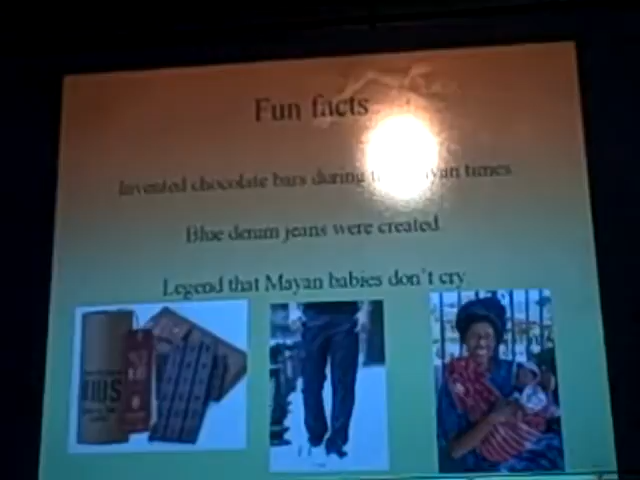 Fun facts
Invented chocolate bars during Mayan times
Blue denim jeans were created
Legend that Mayan babies don't cry